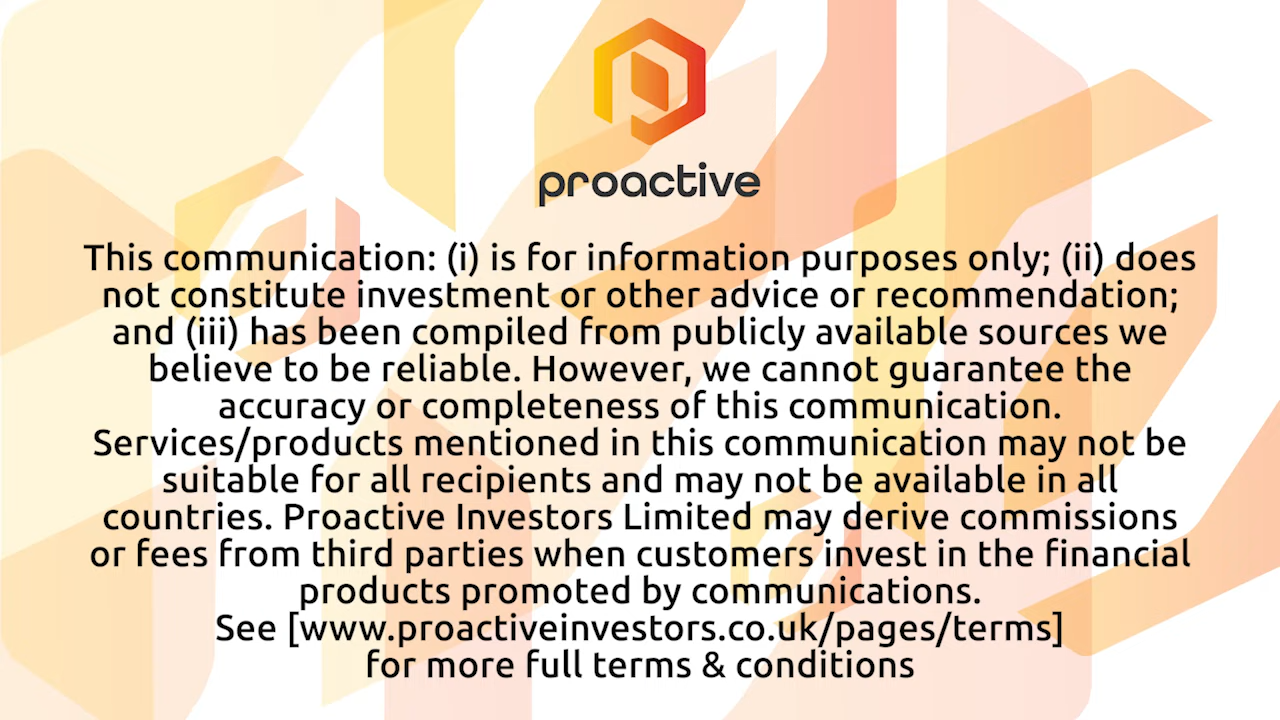 proactive
This communication: (i) is for information purposes only; (ii) does
not constitute investment or other advice or recommendation;
and (iii) has been compiled from publicly available sources we
believe to be reliable. However, we cannot guarantee the
accuracy or completeness of this communication.
Services/products mentioned in this communication may not be
suitable for all recipients and may not be available in all
countries. Proactive Investors Limited may derive commissions
or fees from third parties when customers invest in the financial
products promoted by communications.
See [www.proactiveinvestors.co.uk/pages/terms]
for more full terms & conditions